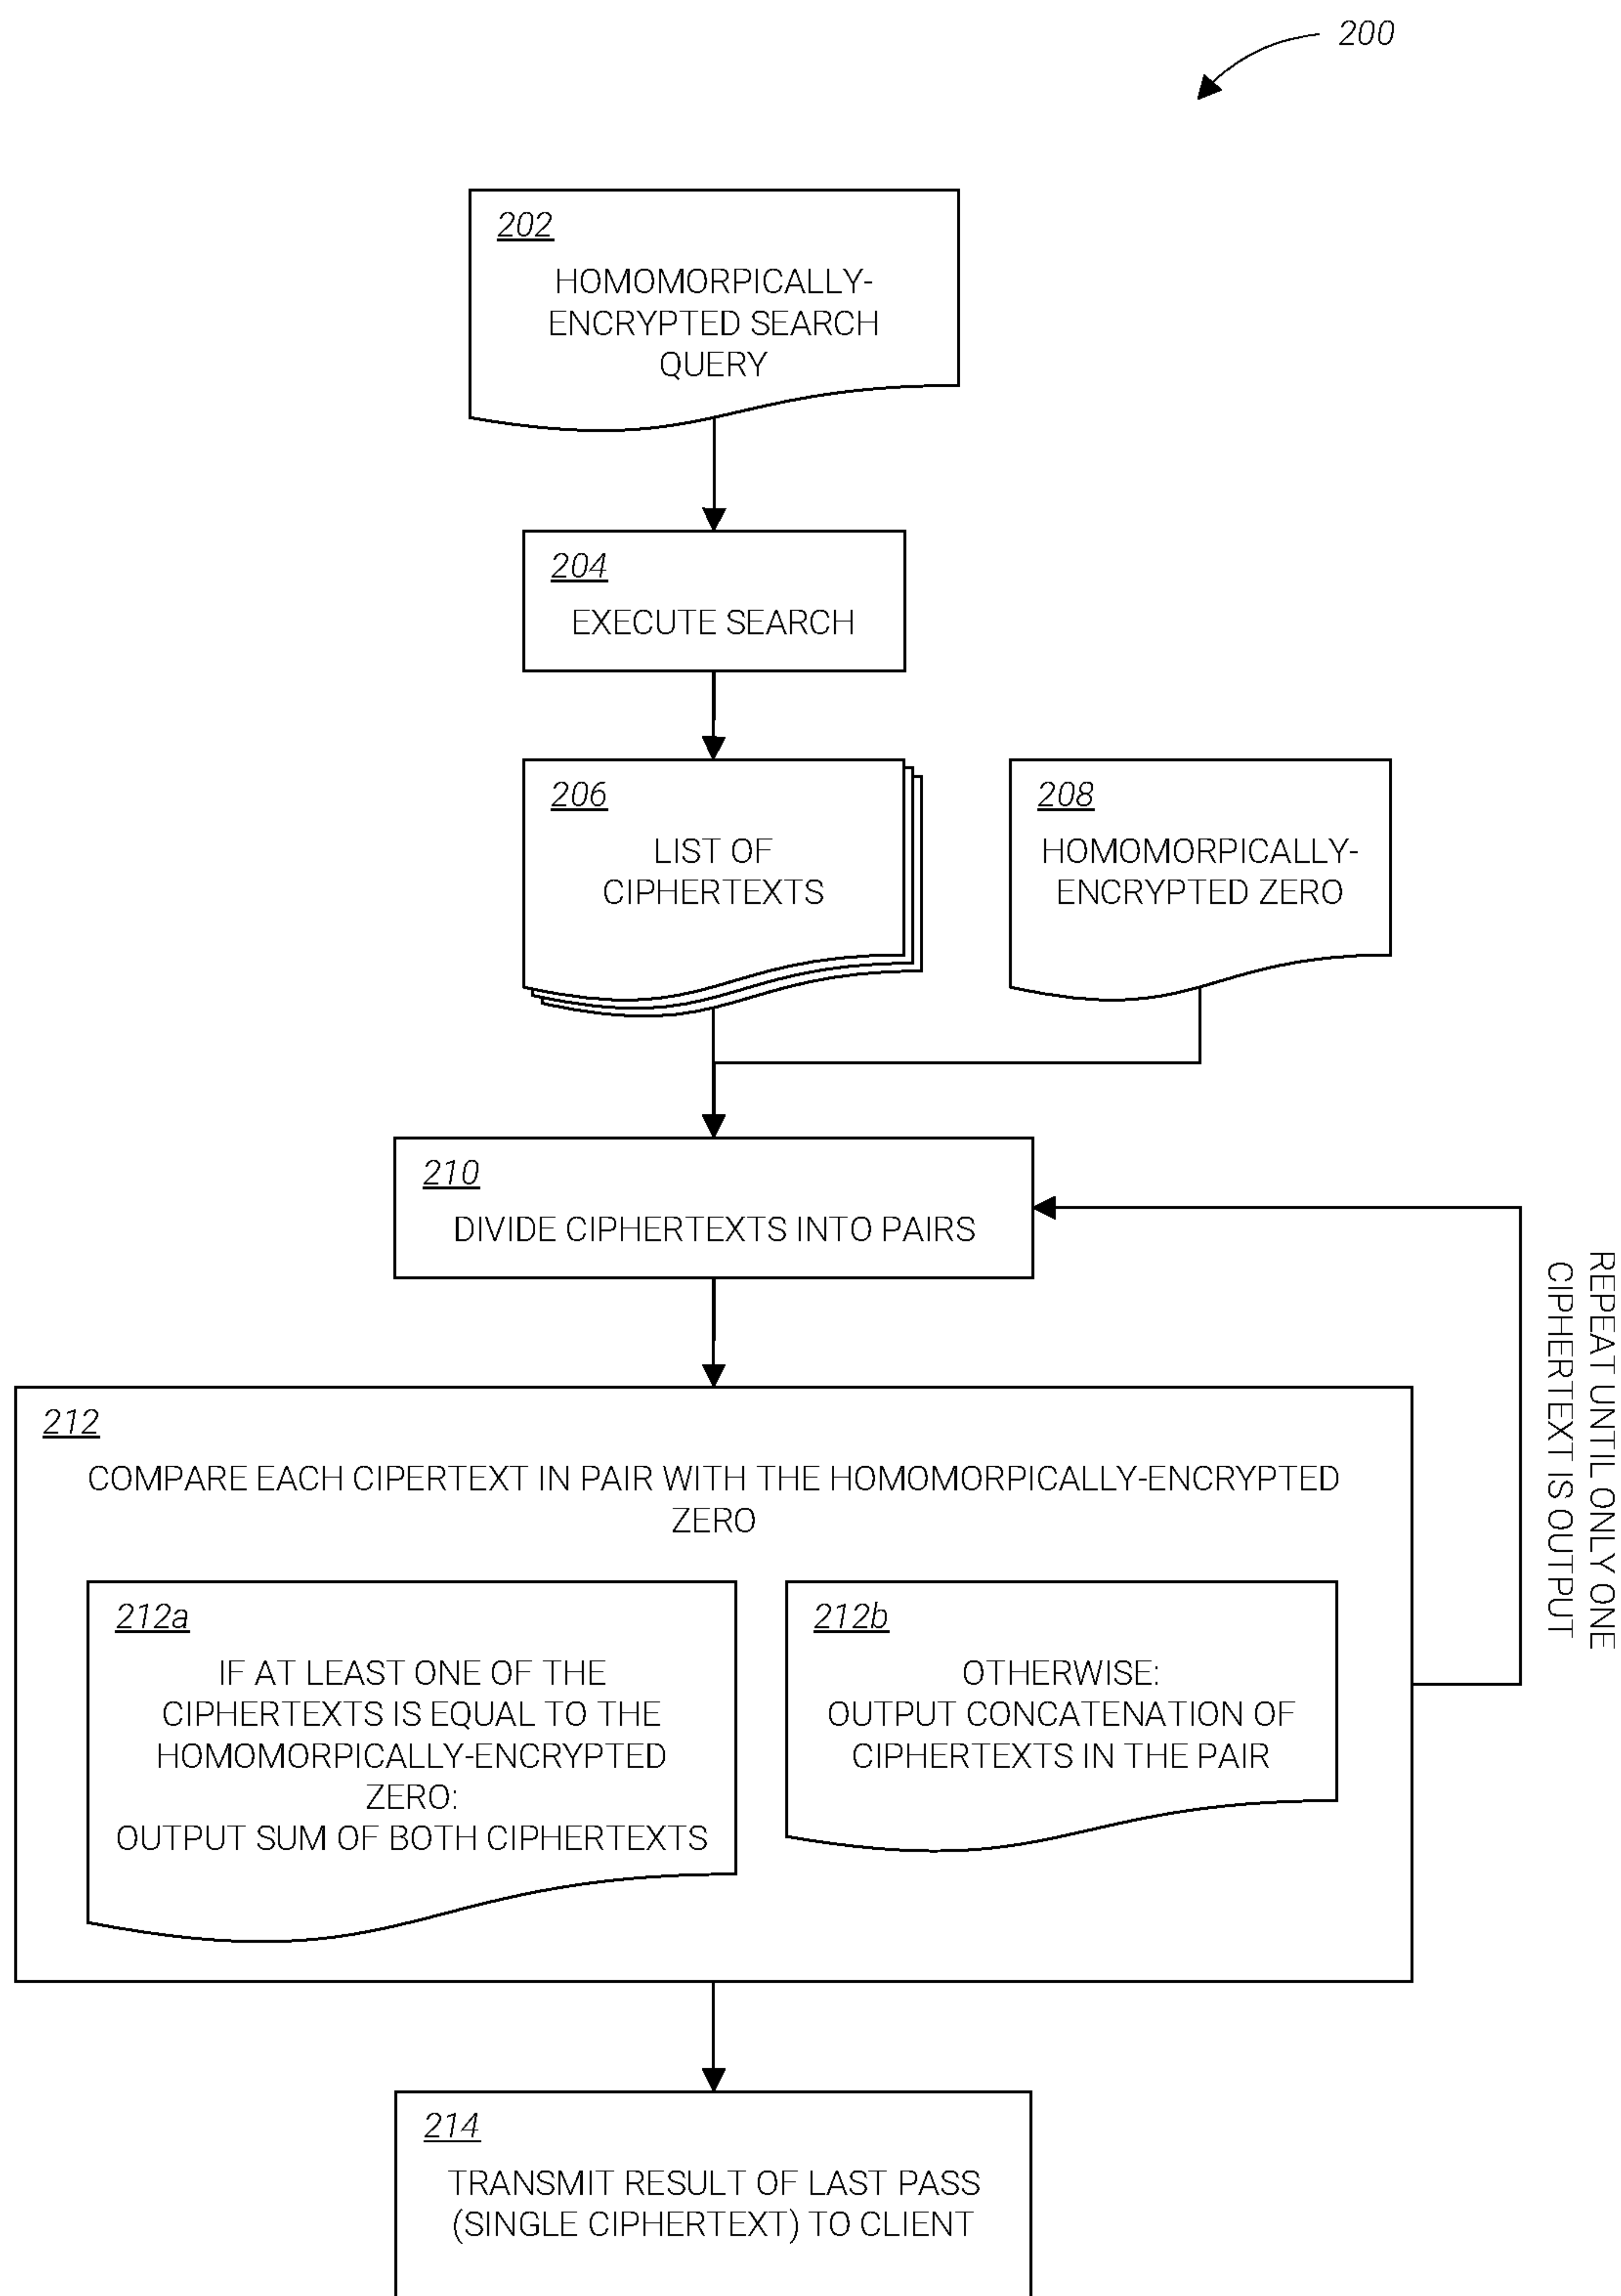 200
202
HOMOMORPICALLY-
ENCRYPTED SEARCH
QUERY
204
EXECUTE SEARCH
206
LIST OF
CIPHERTEXTS
208
HOMOMORPICALLY-
ENCRYPTED ZERO
210
DIVIDE CIPHERTEXTS INTO PAIRS
REPEAT UNTIL ONLY ONE
CIPHERTEXT IS OUTPUT
212
COMPARE EACH CIPERTEXT IN PAIR WITH THE HOMOMORPICALLY-ENCRYPTED
ZERO
212a
IF AT LEAST ONE OF THE
CIPHERTEXTS IS EQUAL TO THE
HOMOMORPICALLY-ENCRYPTED
ZERO:
OUTPUT SUM OF BOTH CIPHERTEXTS
212b
OTHERWISE:
OUTPUT CONCATENATION OF
CIPHERTEXTS IN THE PAIR
214
TRANSMIT RESULT OF LAST PASS
(SINGLE CIPHERTEXT) TO CLIENT